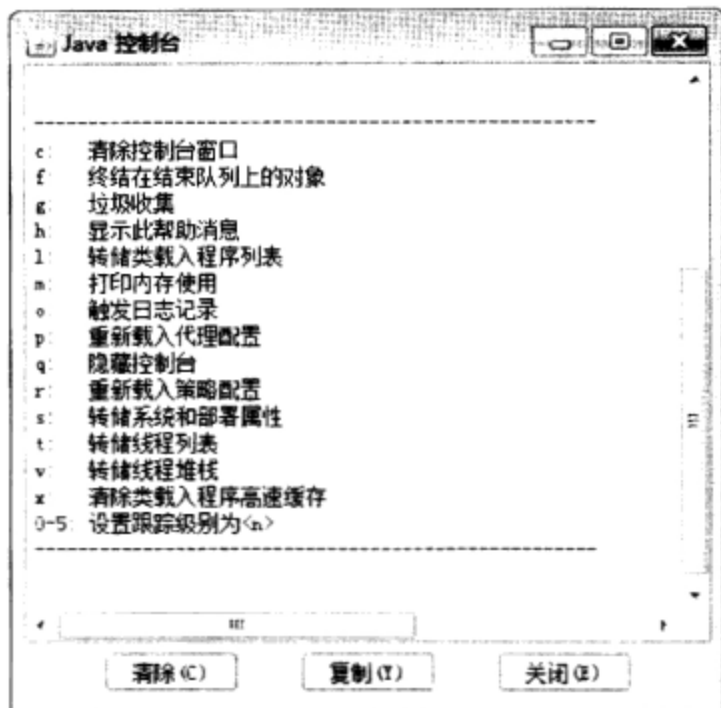 Java 控制台
----------------------------------------------------------------
c: 清除控制台窗口
f: 终结在结束队列上的对象
g: 垃圾收集
h: 显示此帮助消息
l: 转储类载入程序列表
m: 打印内存使用
o: 触发日志记录
p: 重新载入代理配置
q: 隐藏控制台
r: 重新载入策略配置
s: 转储系统和部署属性
t: 转储线程列表
v: 转储线程堆栈
x: 清除类载入程序高速缓存
0-5: 设置跟踪级别为<n>
----------------------------------------------------------------
清除(C) 复制(Y) 关闭(E)